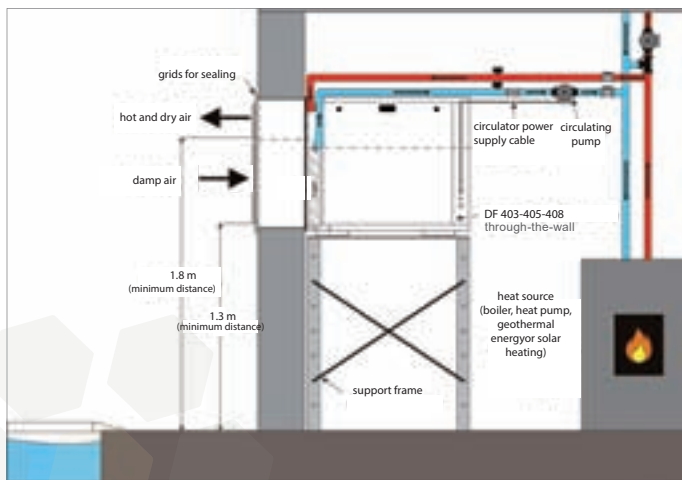 grids for sealing
hot and dry air
damp air
circulator power
supply cable
circulating
pump
DF 403-405-408
through-the-wall
1.8 m
(minimum distance)
1.3 m
(minimum distance)
heat source
(boiler, heat pump,
geothermal
energyor solar
heating)
support frame